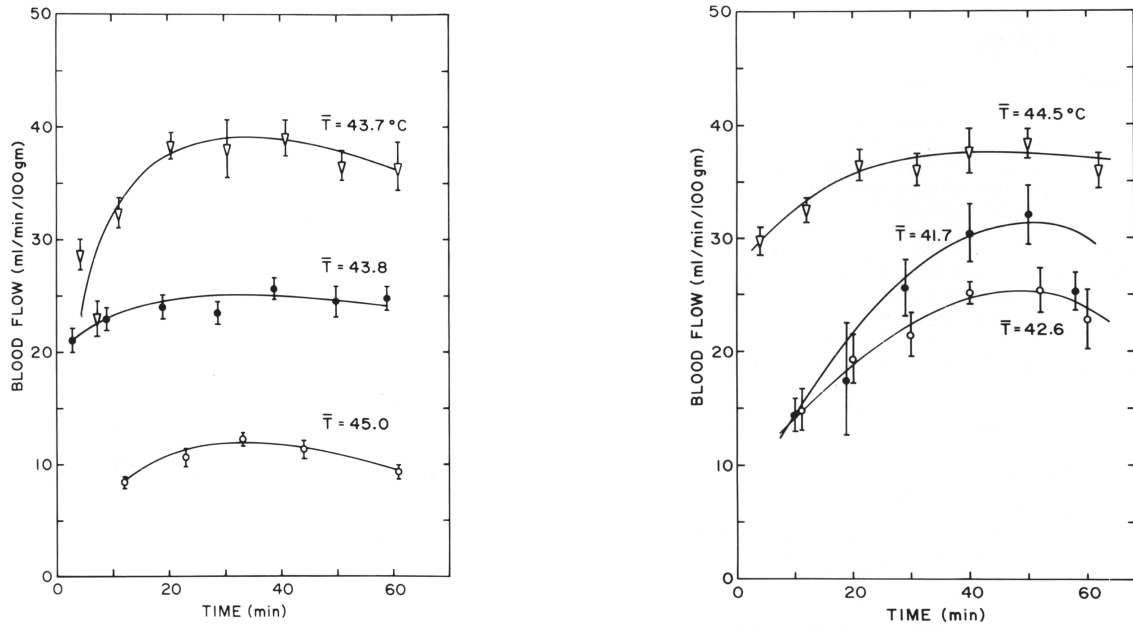 50
40
30
20
10
0
BLOOD FLOW (ml/min/100gm)
T̿ = 43.7°C
T̿ = 43.8
T̿ = 45.0
0 20 40 60
TIME (min)
50
40
30
20
10
0
BLOOD FLOW (ml/min/100gm)
T̿ = 44.5°C
T̿ = 41.7
T̿ = 42.6
0 20 40 60
TIME (min)